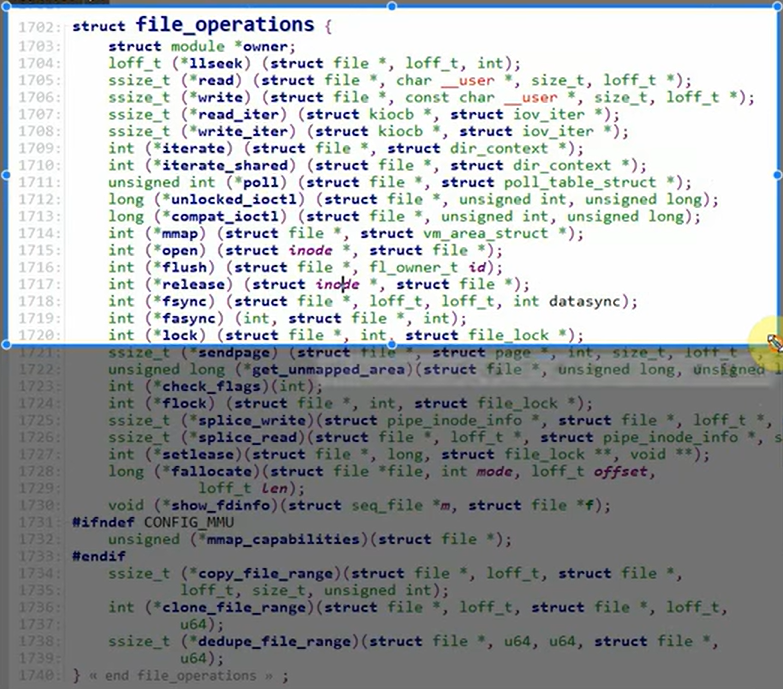 1702: struct file_operations {
1703: struct module *owner;
1704: loff_t (*llseek) (struct file *, loff_t, int);
1705: ssize_t (*read) (struct file *, char __user *, size_t, loff_t *);
1706: ssize_t (*write) (struct file *, const char __user *, size_t, loff_t *);
1707: ssize_t (*read_iter) (struct kiocb *, struct iov_iter *);
1708: ssize_t (*write_iter) (struct kiocb *, struct iov_iter *);
1709: int (*iterate) (struct file *, struct dir_context *);
1710: int (*iterate_shared) (struct file *, struct dir_context *);
1711: unsigned int (*poll) (struct file *, struct poll_table_struct *);
1712: long (*unlocked_ioctl) (struct file *, unsigned int, unsigned long);
1713: long (*compat_ioctl) (struct file *, unsigned int, unsigned long);
1714: int (*mmap) (struct file *, struct vm_area_struct *);
1715: int (*open) (struct inode *, struct file *);
1716: int (*flush) (struct file *, fl_owner_t id);
1717: int (*release) (struct inode *, struct file *);
1718: int (*fsync) (struct file *, loff_t, loff_t, int datasync);
1719: int (*fasync) (int, struct file *, int);
1720: int (*lock) (struct file *, int, struct file_lock *);
1721: ssize_t (*sendpage) (struct file *, struct page *, int, size_t, loff_t
1722: unsigned long (*get_unmapped_area)(struct file *, unsigned long, unsigned l
1723: int (*check_flags)(int);
1724: int (*flock) (struct file *, int, struct file_lock *);
1725: ssize_t (*splice_write)(struct pipe_inode_info *, struct file *, loff_t *,
1726: ssize_t (*splice_read)(struct file *, loff_t *, struct pipe_inode_info *, s
1727: int (*setlease)(struct file *, long, struct file_lock **, void **);
1728: long (*fallocate)(struct file *file, int mode, loff_t offset,
1729: loff_t len);
1730: void (*show_fdinfo)(struct seq_file *m, struct file *f);
1731: #ifndef CONFIG_MMU
1732: unsigned (*mmap_capabilities)(struct file *);
1733: #endif
1734: ssize_t (*copy_file_range)(struct file *, loff_t, struct file *,
1735: loff_t, size_t, unsigned int);
1736: int (*clone_file_range)(struct file *, loff_t, struct file *, loff_t,
1737: u64);
1738: ssize_t (*dedupe_file_range)(struct file *, u64, u64, struct file *,
1739: u64);
1740: } « end file_operations » ;